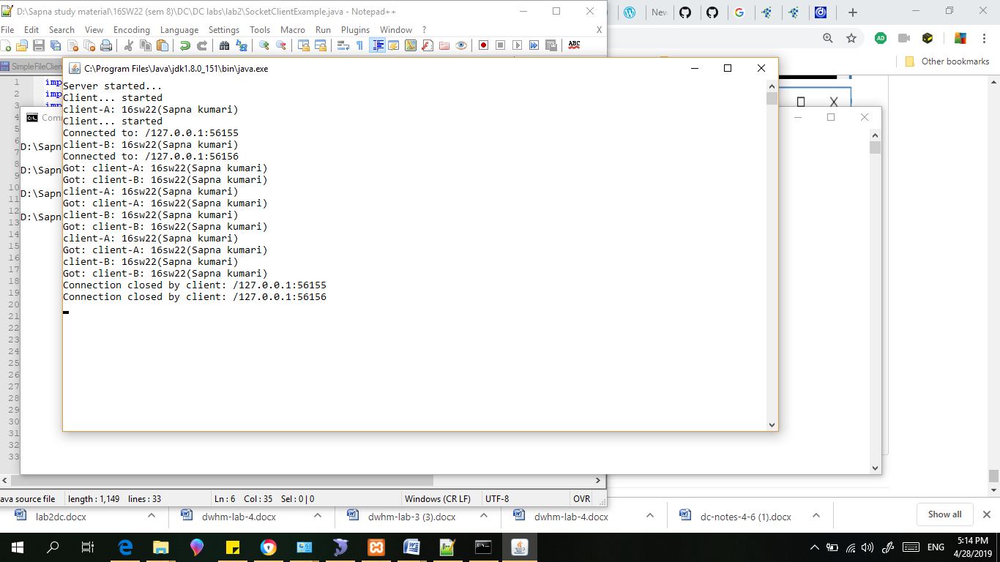 D:\Sapna study material\16SW22 (sem 8)\DC\DC labs\lab2\SocketClientExample.java - Notepad++
File Edit Search View Encoding Language Settings Tools Macro Run Plugins Window ? X
New
AD
ABC
Other bookmarks
SimpleFileClien
C:\Program Files\Java\jdk1.8.0_151\bin\java.exe
Server started...
Client... started
client-A: 16sw22(Sapna kumari)
Client... started
Connected to: /127.0.0.1:56155
client-B: 16sw22(Sapna kumari)
Connected to: /127.0.0.1:56156
Got: client-A: 16sw22(Sapna kumari)
Got: client-B: 16sw22(Sapna kumari)
client-A: 16sw22(Sapna kumari)
Got: client-A: 16sw22(Sapna kumari)
client-B: 16sw22(Sapna kumari)
Got: client-B: 16sw22(Sapna kumari)
client-A: 16sw22(Sapna kumari)
Got: client-A: 16sw22(Sapna kumari)
client-B: 16sw22(Sapna kumari)
Got: client-B: 16sw22(Sapna kumari)
Connection closed by client: /127.0.0.1:56155
Connection closed by client: /127.0.0.1:56156
1 imp
2 imp
3 imp
4
5
6
7
8
9
10
11
12
13
14
15
16
17
18
19
20
21
22
23
24
25
26
27
28
29
30
31
32
33
Com
D:\Sapn
D:\Sapn
D:\Sapn
D:\Sapn
ava source file length : 1,149 lines : 33 Ln : 6 Col : 35 Sel : 0 | 0 Windows (CR LF) UTF-8 OVR
lab2dc.docx dwhm-lab-4.docx dwhm-lab-3 (3).docx dwhm-lab-4.docx dc-notes-4-6 (1).docx Show all
ENG 5:14 PM
4/28/2019